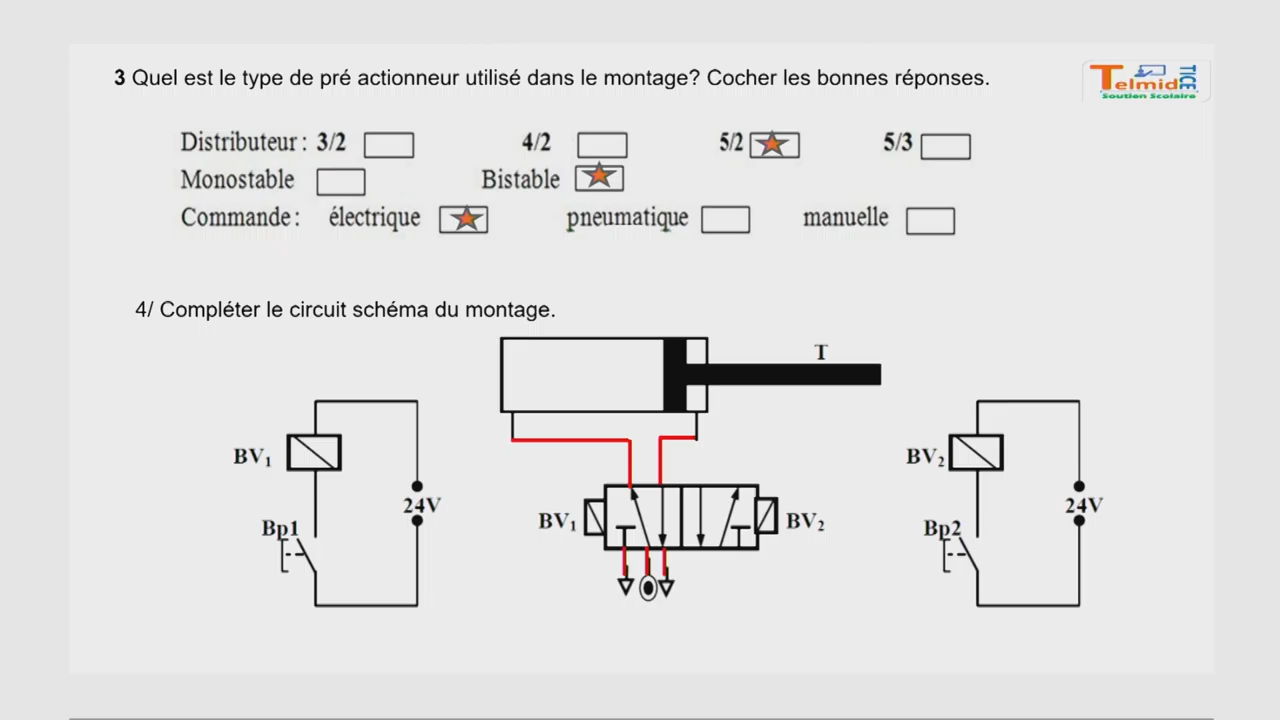 3 Quel est le type de pré actionneur utilisé dans le montage? Cocher les bonnes réponses.
Telmid TICE
Soutien Scolaire
Distributeur : 3/2 4/2 5/2 5/3
Monostable Bistable
Commande : électrique pneumatique manuelle
4/ Compléter le circuit schéma du montage.
T
BV1
24V
Bp1
BV1
BV2
BV2
24V
Bp2